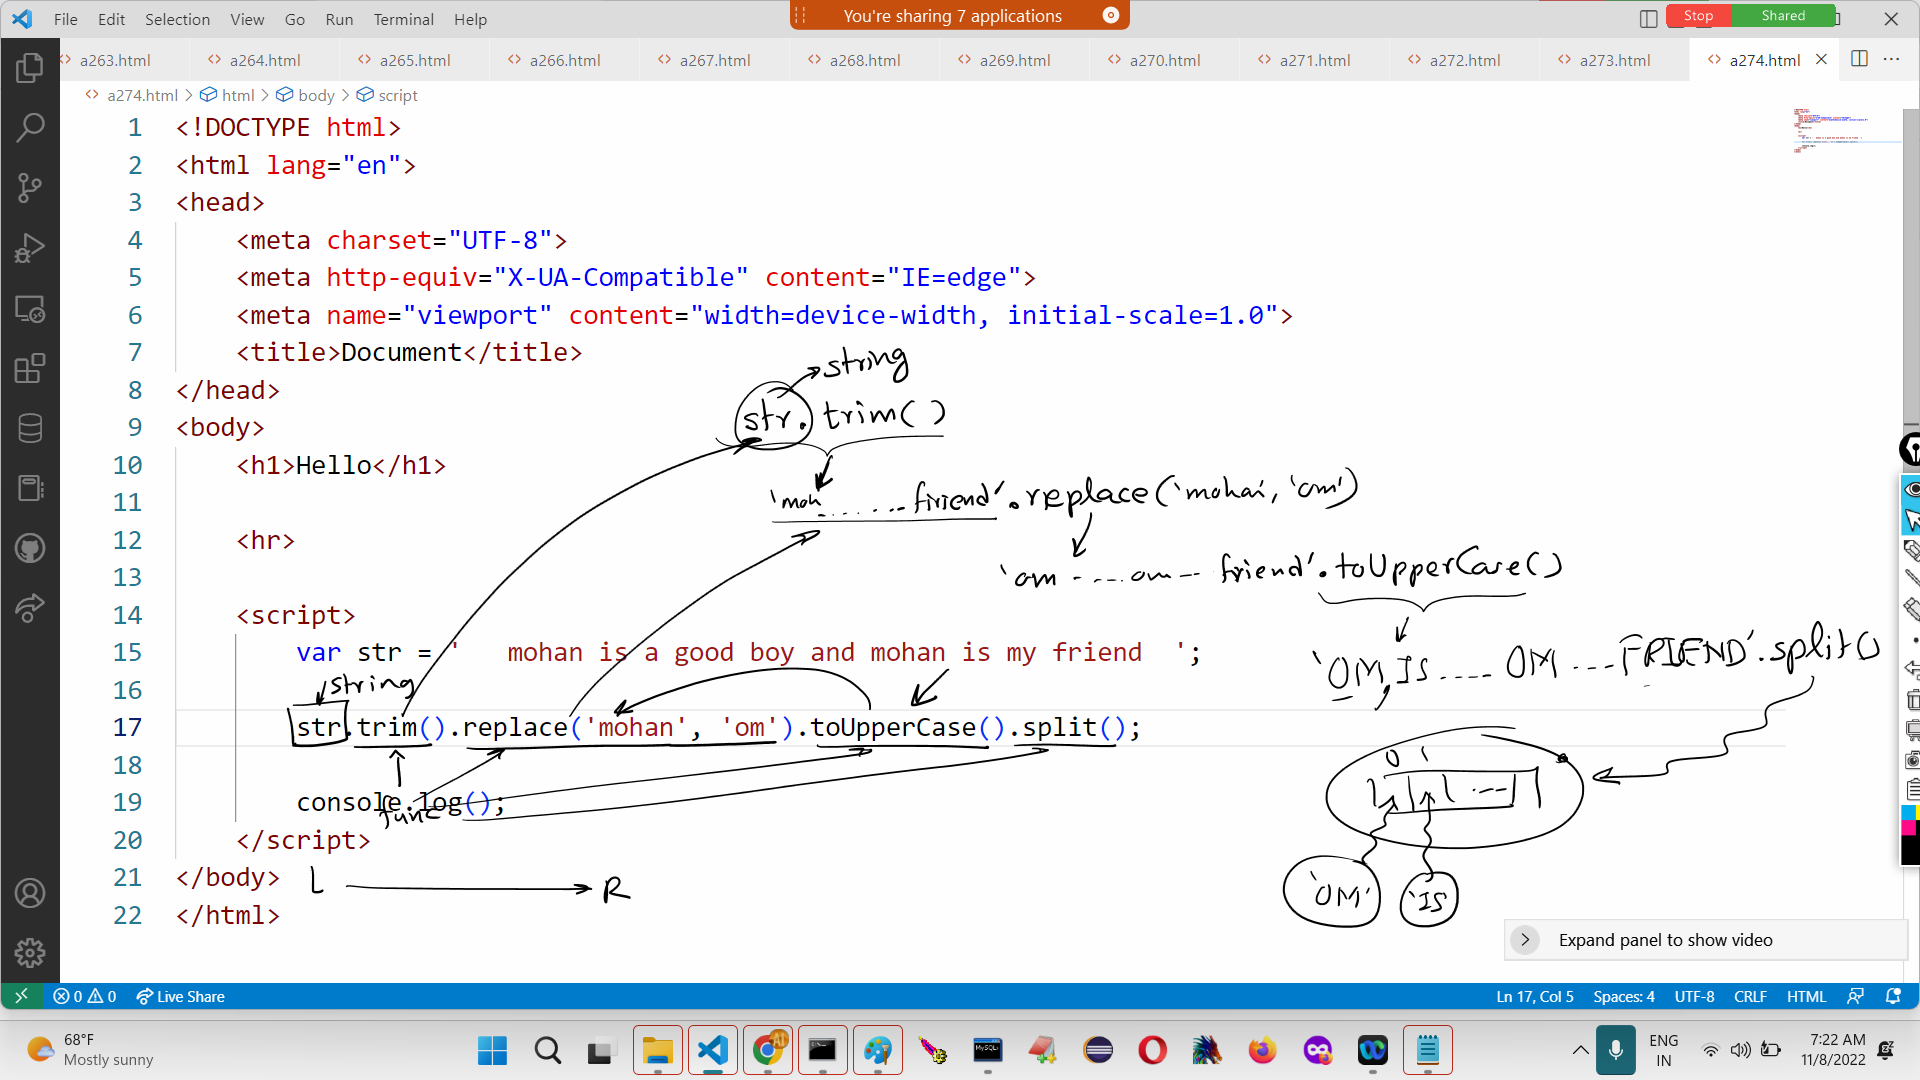 File Edit Selection View Go Run Terminal Help
You're sharing 7 applications
Stop Shared
a263.html a264.html a265.html a266.html a267.html a268.html a269.html a270.html a271.html a272.html a273.html a274.html
a274.html > html > body > script
1 <!DOCTYPE html>
2 <html lang="en">
3 <head>
4 <meta charset="UTF-8">
5 <meta http-equiv="X-UA-Compatible" content="IE=edge">
6 <meta name="viewport" content="width=device-width, initial-scale=1.0">
7 <title>Document</title>
string
8 </head>
str. trim()
9 <body>
10 <h1>Hello</h1>
'moh.......friend'.replace('mohan', 'om')
11
12 <hr>
'om ----om-- friend'.toUpperCase()
13
14 <script>
15 var str = '   mohan is a good boy and mohan is my friend  ';
'OM,IS..... OM ...FRIEND'.split()
16
string
17 str.trim().replace('mohan', 'om').toUpperCase().split();
18
0 1
19 console.log();
func
20 </script>
21 </body>
L R
'OM' 'IS'
22 </html>
Expand panel to show video
0 0 Live Share
Ln 17, Col 5 Spaces: 4 UTF-8 CRLF HTML
68°F
Mostly sunny
ENG
IN
7:22 AM
11/8/2022